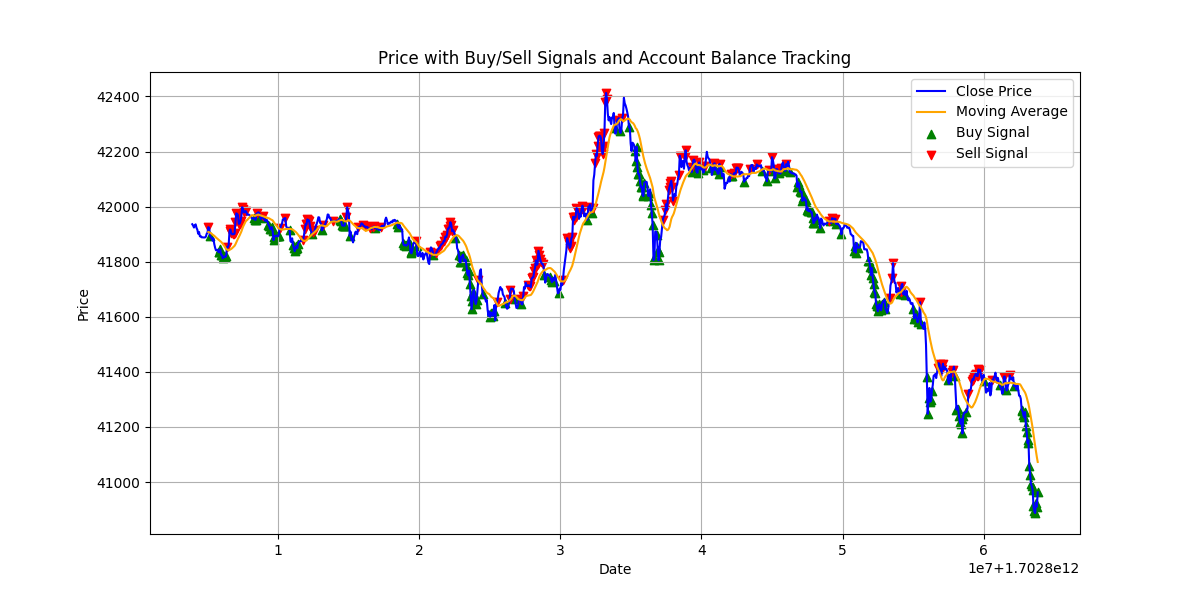 Price with Buy/Sell Signals and Account Balance Tracking
Close Price
Moving Average
Buy Signal
Sell Signal
42400
42200
42000
41800
41600
41400
41200
41000
Price
1 2 3 4 5 6
1e7+1.7028e12
Date